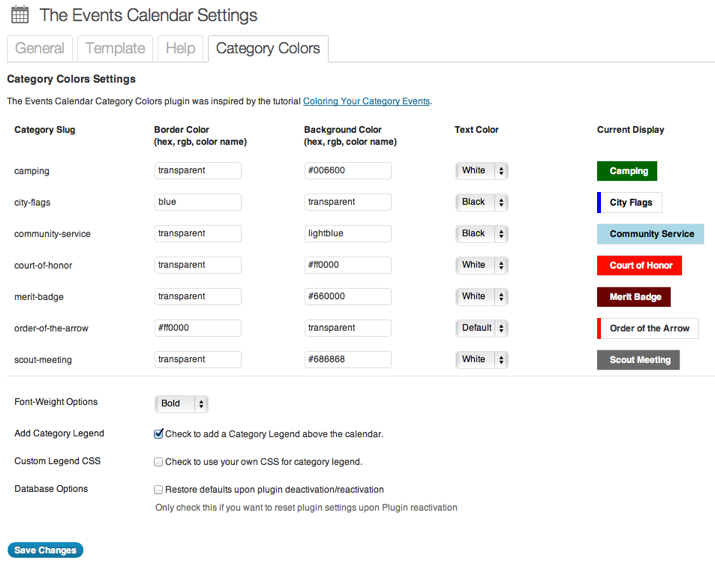 The Events Calendar Settings
General Template Help Category Colors
Category Colors Settings
The Events Calendar Category Colors plugin was inspired by the tutorial Coloring Your Category Events.
Category Slug Border Color Background Color Text Color Current Display
(hex, rgb, color name) (hex, rgb, color name)
camping transparent #006600 White Camping
city-flags blue transparent Black City Flags
community-service transparent lightblue Black Community Service
court-of-honor transparent #ff0000 White Court of Honor
merit-badge transparent #660000 White Merit Badge
order-of-the-arrow #ff0000 transparent Default Order of the Arrow
scout-meeting transparent #686868 White Scout Meeting
Font-Weight Options Bold
Add Category Legend Check to add a Category Legend above the calendar.
Custom Legend CSS Check to use your own CSS for category legend.
Database Options Restore defaults upon plugin deactivation/reactivation
Only check this if you want to reset plugin settings upon Plugin reactivation
Save Changes